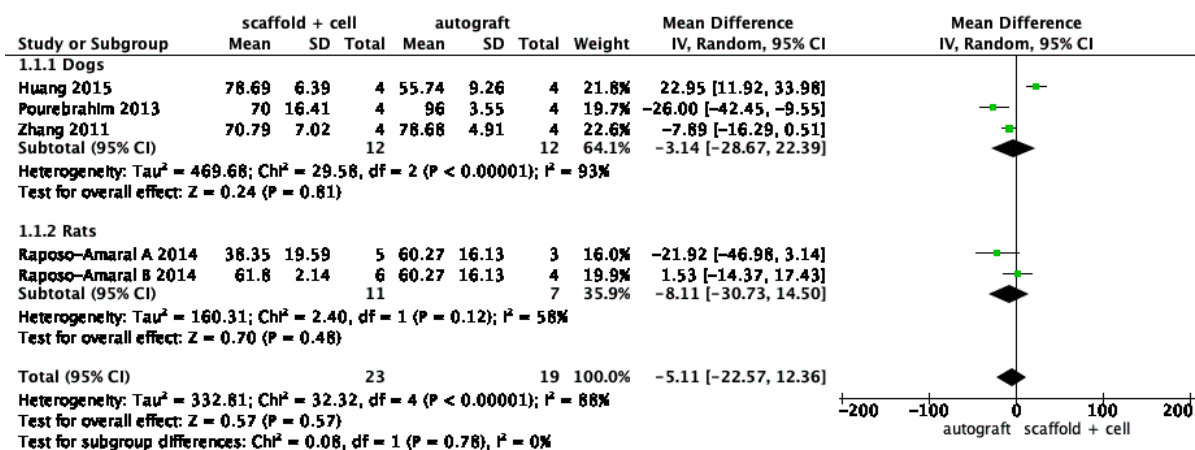 scaffold + cell autograft Mean Difference Mean Difference
Study or Subgroup Mean SD Total Mean SD Total Weight IV, Random, 95% CI IV, Random, 95% CI
1.1.1 Dogs
Huang 2015 78.69 6.39 4 55.74 9.26 4 21.8% 22.95 [11.92, 33.98]
Pourebrahim 2013 70 16.41 4 96 3.55 4 19.7% -26.00 [-42.45, -9.55]
Zhang 2011 70.79 7.02 4 78.68 4.91 4 22.6% -7.89 [-16.29, 0.51]
Subtotal (95% CI) 12 12 64.1% -3.14 [-28.67, 22.39]
Heterogeneity: Tau² = 469.68; Chi² = 29.58, df = 2 (P < 0.00001); I² = 93%
Test for overall effect: Z = 0.24 (P = 0.81)
1.1.2 Rats
Raposo-Amaral A 2014 38.35 19.59 5 60.27 16.13 3 16.0% -21.92 [-46.98, 3.14]
Raposo-Amaral B 2014 61.8 2.14 6 60.27 16.13 4 19.9% 1.53 [-14.37, 17.43]
Subtotal (95% CI) 11 7 35.9% -8.11 [-30.73, 14.50]
Heterogeneity: Tau² = 160.31; Chi² = 2.40, df = 1 (P = 0.12); I² = 58%
Test for overall effect: Z = 0.70 (P = 0.48)
Total (95% CI) 23 19 100.0% -5.11 [-22.57, 12.36]
Heterogeneity: Tau² = 332.81; Chi² = 32.32, df = 4 (P < 0.00001); I² = 88%
Test for overall effect: Z = 0.57 (P = 0.57)
Test for subgroup differences: Chi² = 0.08, df = 1 (P = 0.78), I² = 0%
-200 -100 0 100 200
autograft scaffold + cell